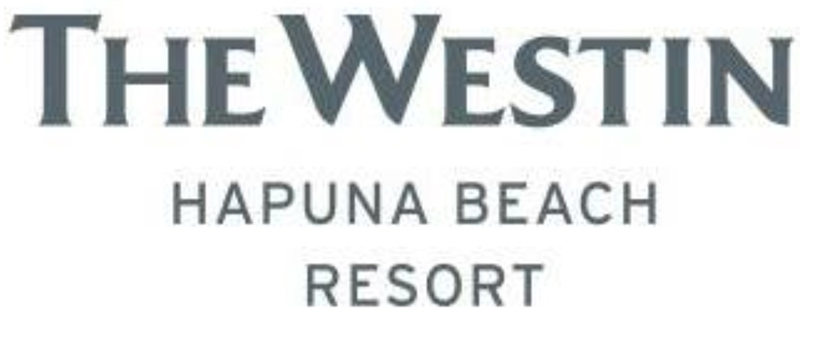 THE WESTIN
HAPUNA BEACH
RESORT